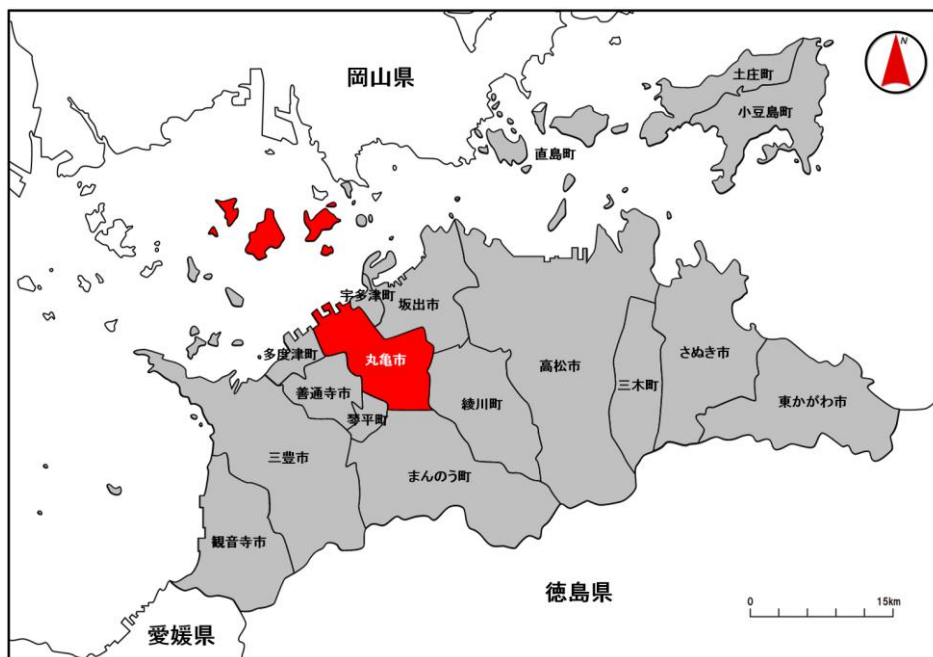 N
岡山県
土庄町
小豆島町
直島町
宇多津町
坂出市
多度津町
丸亀市
高松市
さぬき市
三木町
善通寺市
琴平町
綾川町
東かがわ市
三豊市
まんのう町
観音寺市
徳島県
愛媛県
0 15km